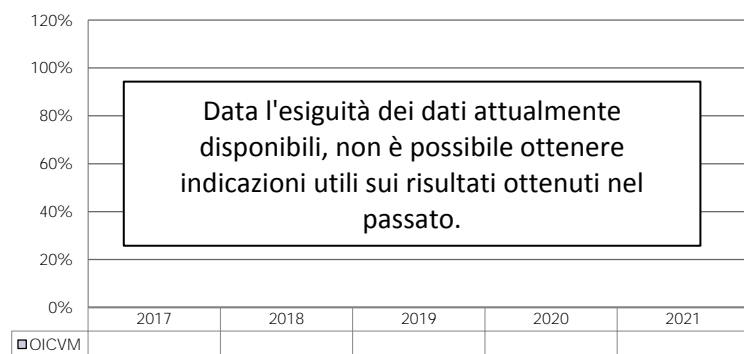 120%
100%
80%
60%
40%
20%
0%
Data l'esiguità dei dati attualmente
disponibili, non è possibile ottenere
indicazioni utili sui risultati ottenuti nel
passato.
2017 2018 2019 2020 2021
OICVM